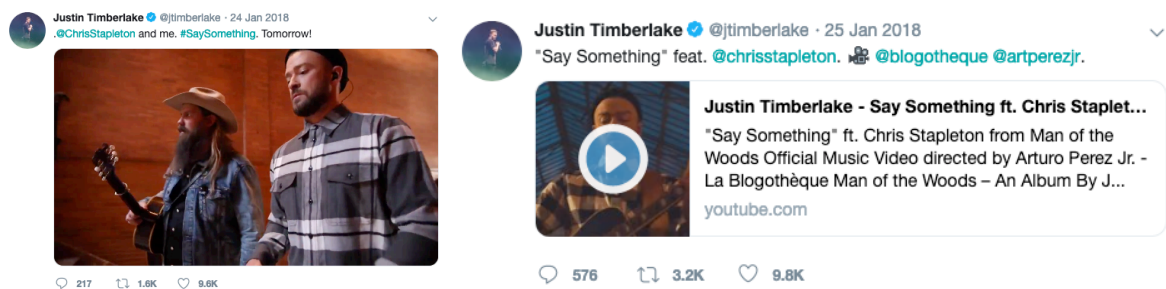 Justin Timberlake @jtimberlake · 24 Jan 2018
.@ChrisStapleton and me. #SaySomething. Tomorrow!
217 1.6K 9.6K
Justin Timberlake @jtimberlake · 25 Jan 2018
"Say Something" feat. @chrisstapleton. 🎥 @blogotheque @artperezjr.
Justin Timberlake - Say Something ft. Chris Staplet...
"Say Something" ft. Chris Stapleton from Man of the
Woods Official Music Video directed by Arturo Perez Jr. -
La Blogothèque Man of the Woods – An Album By J...
youtube.com
576 3.2K 9.8K